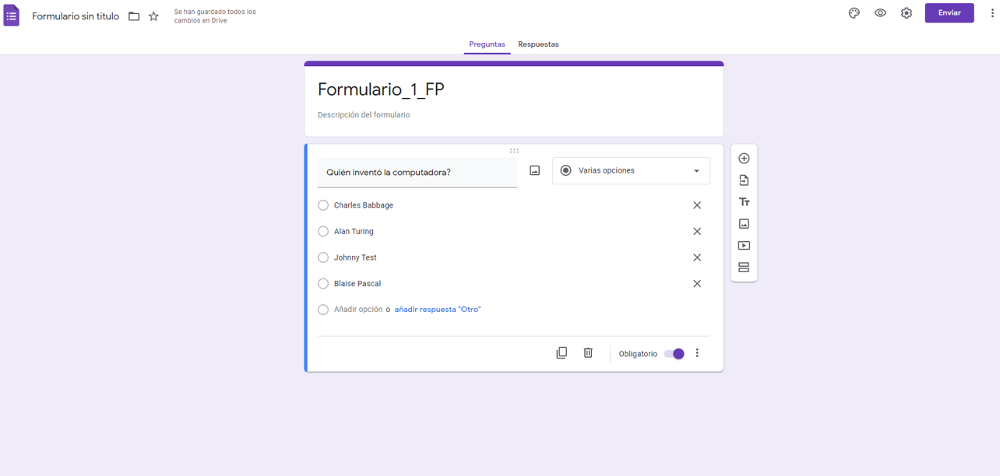 Formulario sin título
Se han guardado todos los
cambios en Drive
Enviar
Preguntas Respuestas
Formulario_1_FP
Descripción del formulario
Quién inventó la computadora?
Varias opciones
Charles Babbage
Alan Turing
Johnny Test
Blaise Pascal
Añadir opción o añadir respuesta "Otro"
Obligatorio
Tt